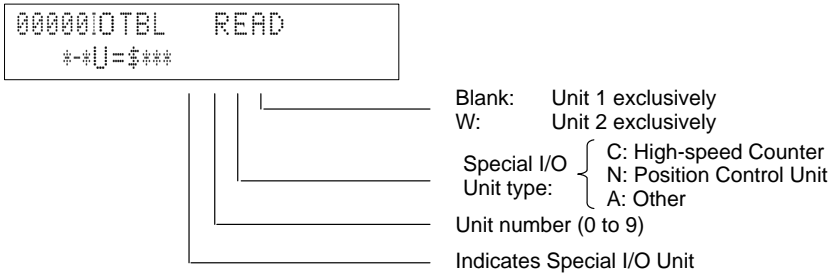 00000IOTBL   READ
*-*U=$***
Blank: Unit 1 exclusively
W: Unit 2 exclusively
Special I/O Unit type:
C: High-speed Counter
N: Position Control Unit
A: Other
Unit number (0 to 9)
Indicates Special I/O Unit